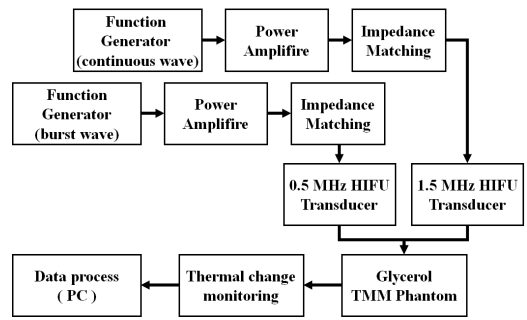 Function
Generator
(continuous wave)
Power
Amplifire
Impedance
Matching
Function
Generator
(burst wave)
Power
Amplifire
Impedance
Matching
0.5 MHz HIFU
Transducer
1.5 MHz HIFU
Transducer
Data process
( PC )
Thermal change
monitoring
Glycerol
TMM Phantom